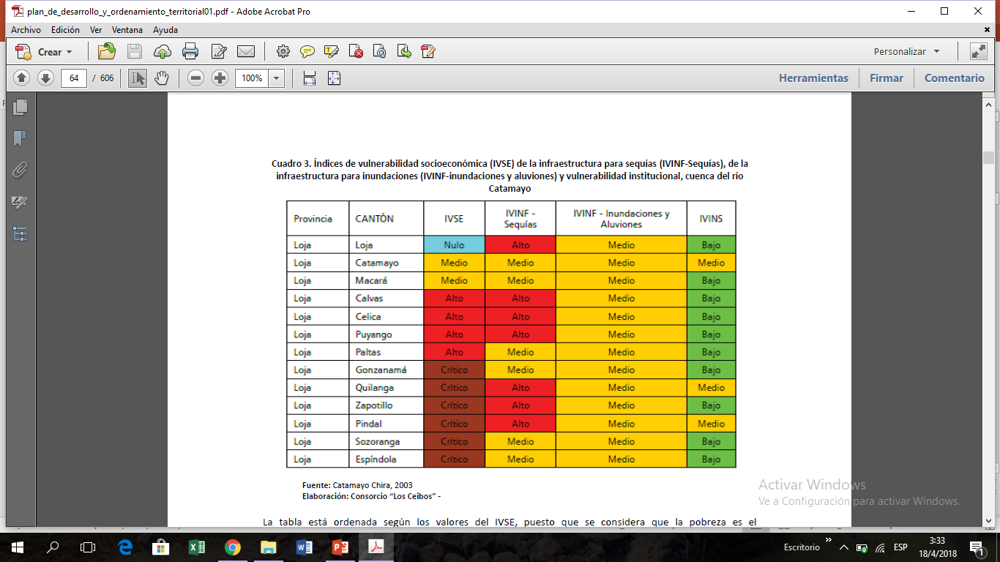 plan_de_desarrollo_y_ordenamiento_territorial01.pdf - Adobe Acrobat Pro
Archivo Edición Ver Ventana Ayuda
Crear Personalizar
64 / 606 100% Herramientas Firmar Comentario
Cuadro 3. Índices de vulnerabilidad socioeconómica (IVSE) de la infraestructura para sequías (IVINF-Sequías), de la
infraestructura para inundaciones (IVINF-inundaciones y aluviones) y vulnerabilidad institucional, cuenca del río
Catamayo
Provincia CANTÓN IVSE IVINF - Sequías IVINF - Inundaciones y Aluviones IVINS
Loja Loja Nulo Alto Medio Bajo
Loja Catamayo Medio Medio Medio Medio
Loja Macará Medio Medio Medio Bajo
Loja Calvas Alto Alto Medio Bajo
Loja Celica Alto Alto Medio Bajo
Loja Puyango Alto Alto Medio Bajo
Loja Paltas Alto Medio Medio Bajo
Loja Gonzanamá Crítico Medio Medio Bajo
Loja Quilanga Crítico Alto Medio Medio
Loja Zapotillo Crítico Alto Medio Bajo
Loja Pindal Crítico Alto Medio Medio
Loja Sozoranga Crítico Medio Medio Bajo
Loja Espíndola Crítico Medio Medio Bajo
Fuente: Catamayo Chira, 2003
Elaboración: Consorcio “Los Ceibos” -
Activar Windows
Ve a Configuración para activar Windows.
La tabla está ordenada según los valores del IVSE, puesto que se considera que la pobreza es el
Escritorio ESP 3:33
18/4/2018